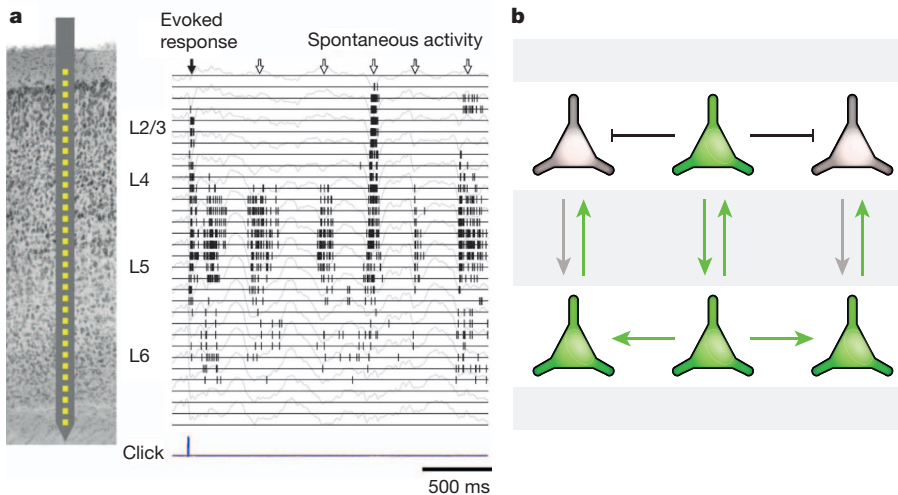 a
Evoked
response
Spontaneous activity
L2/3
L4
L5
L6
Click
500 ms
b